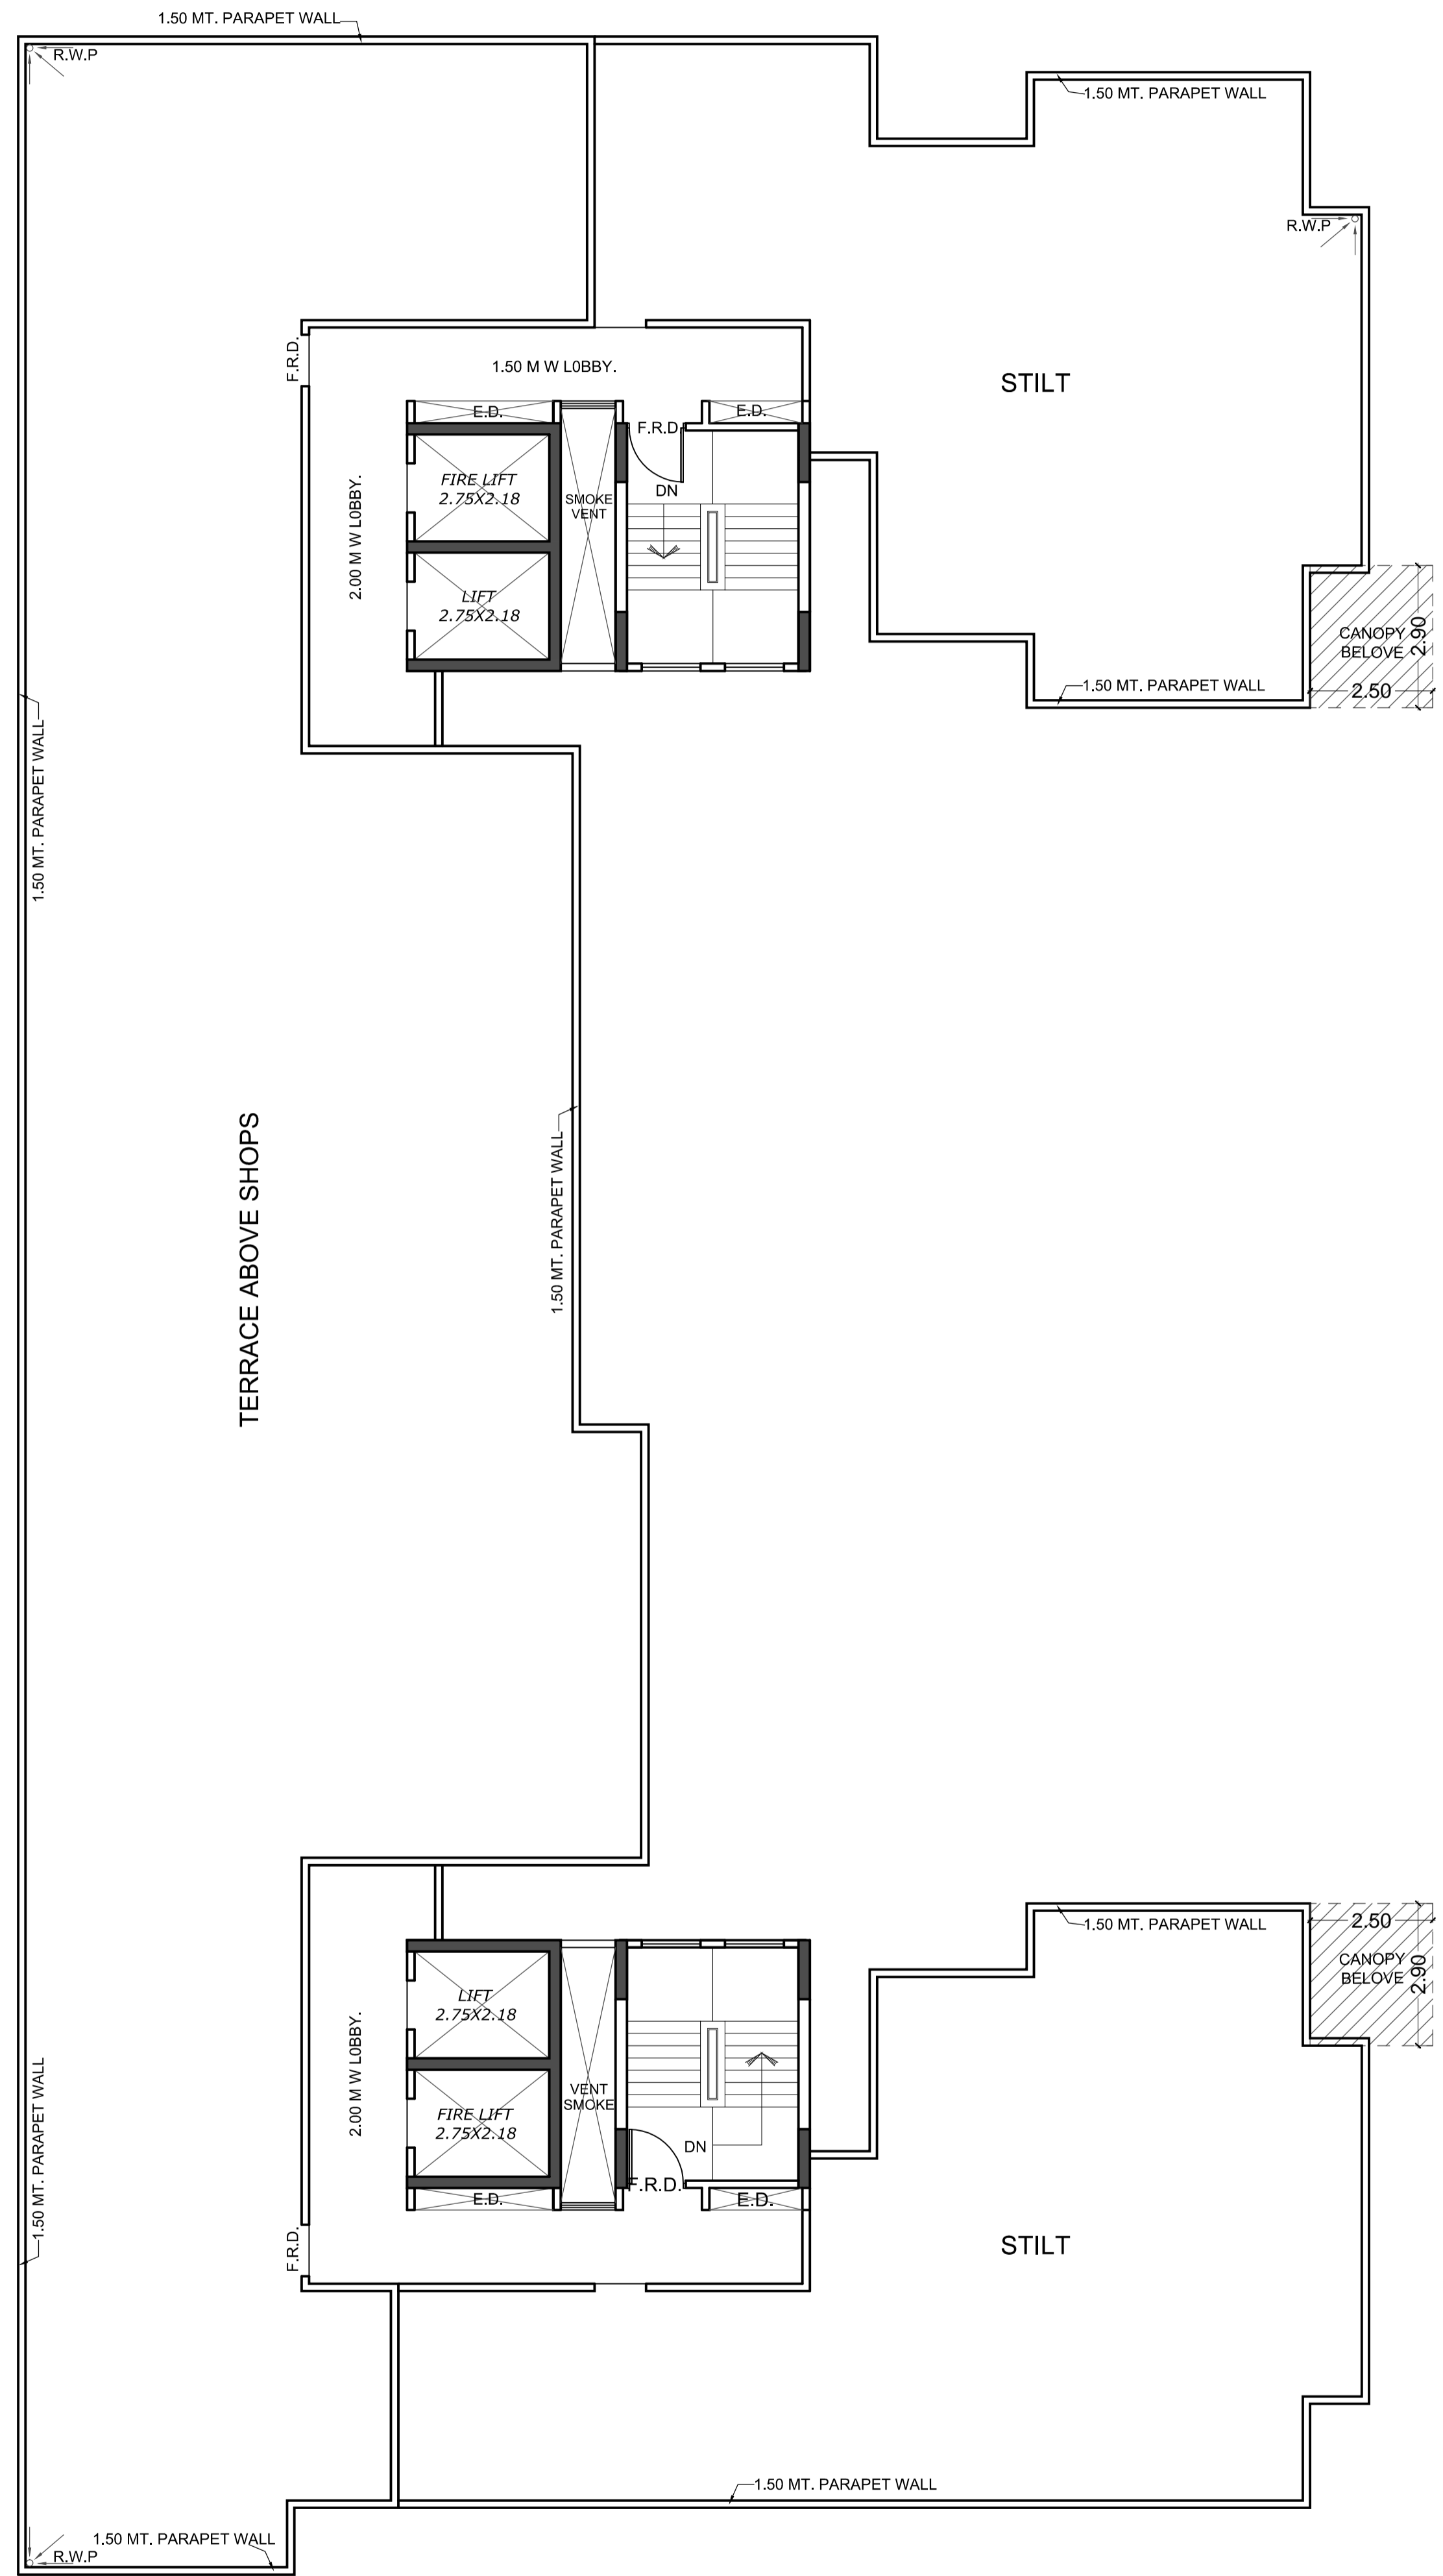 1.50 MT. PARAPET WALL
R.W.P
1.50 MT. PARAPET WALL
R.W.P
F.R.D.
1.50 M W L0BBY.
STILT
E.D.
E.D.
F.R.D.
FIRE LIFT
2.75X2.18
SMOKE
VENT
DN
2.00 M W L0BBY.
LIFT
2.75X2.18
CANOPY
BELOVE
2.90
2.50
1.50 MT. PARAPET WALL
1.50 MT. PARAPET WALL
TERRACE ABOVE SHOPS
1.50 MT. PARAPET WALL
1.50 MT. PARAPET WALL
2.50
CANOPY
BELOVE
2.90
LIFT
2.75X2.18
2.00 M W L0BBY.
VENT
SMOKE
FIRE LIFT
2.75X2.18
DN
F.R.D.
E.D.
E.D.
1.50 MT. PARAPET WALL
F.R.D.
STILT
1.50 MT. PARAPET WALL
1.50 MT. PARAPET WALL
R.W.P